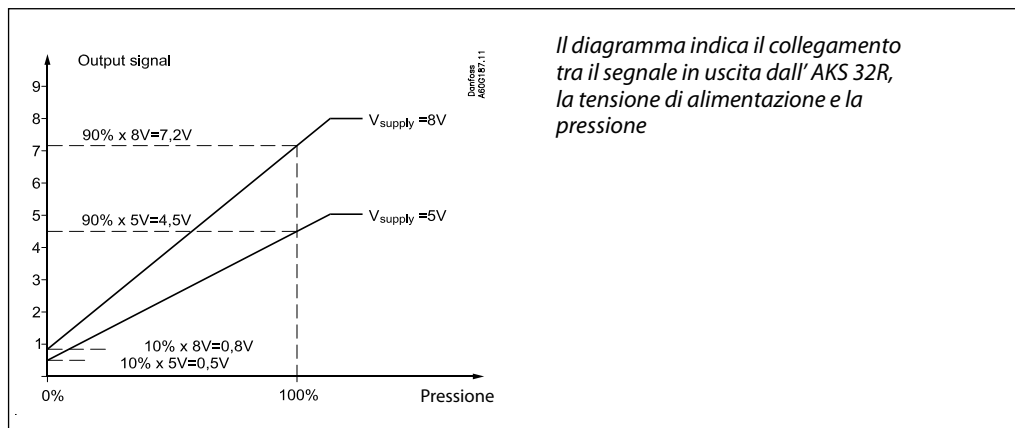 Output signal
Danfoss
A60G187.11
9
8
7
6
5
4
3
2
1
V supply =8V
90% x 8V=7,2V
V supply =5V
90% x 5V=4,5V
10% x 8V=0,8V
10% x 5V=0,5V
0%
100%
Pressione
Il diagramma indica il collegamento
tra il segnale in uscita dall' AKS 32R,
la tensione di alimentazione e la
pressione